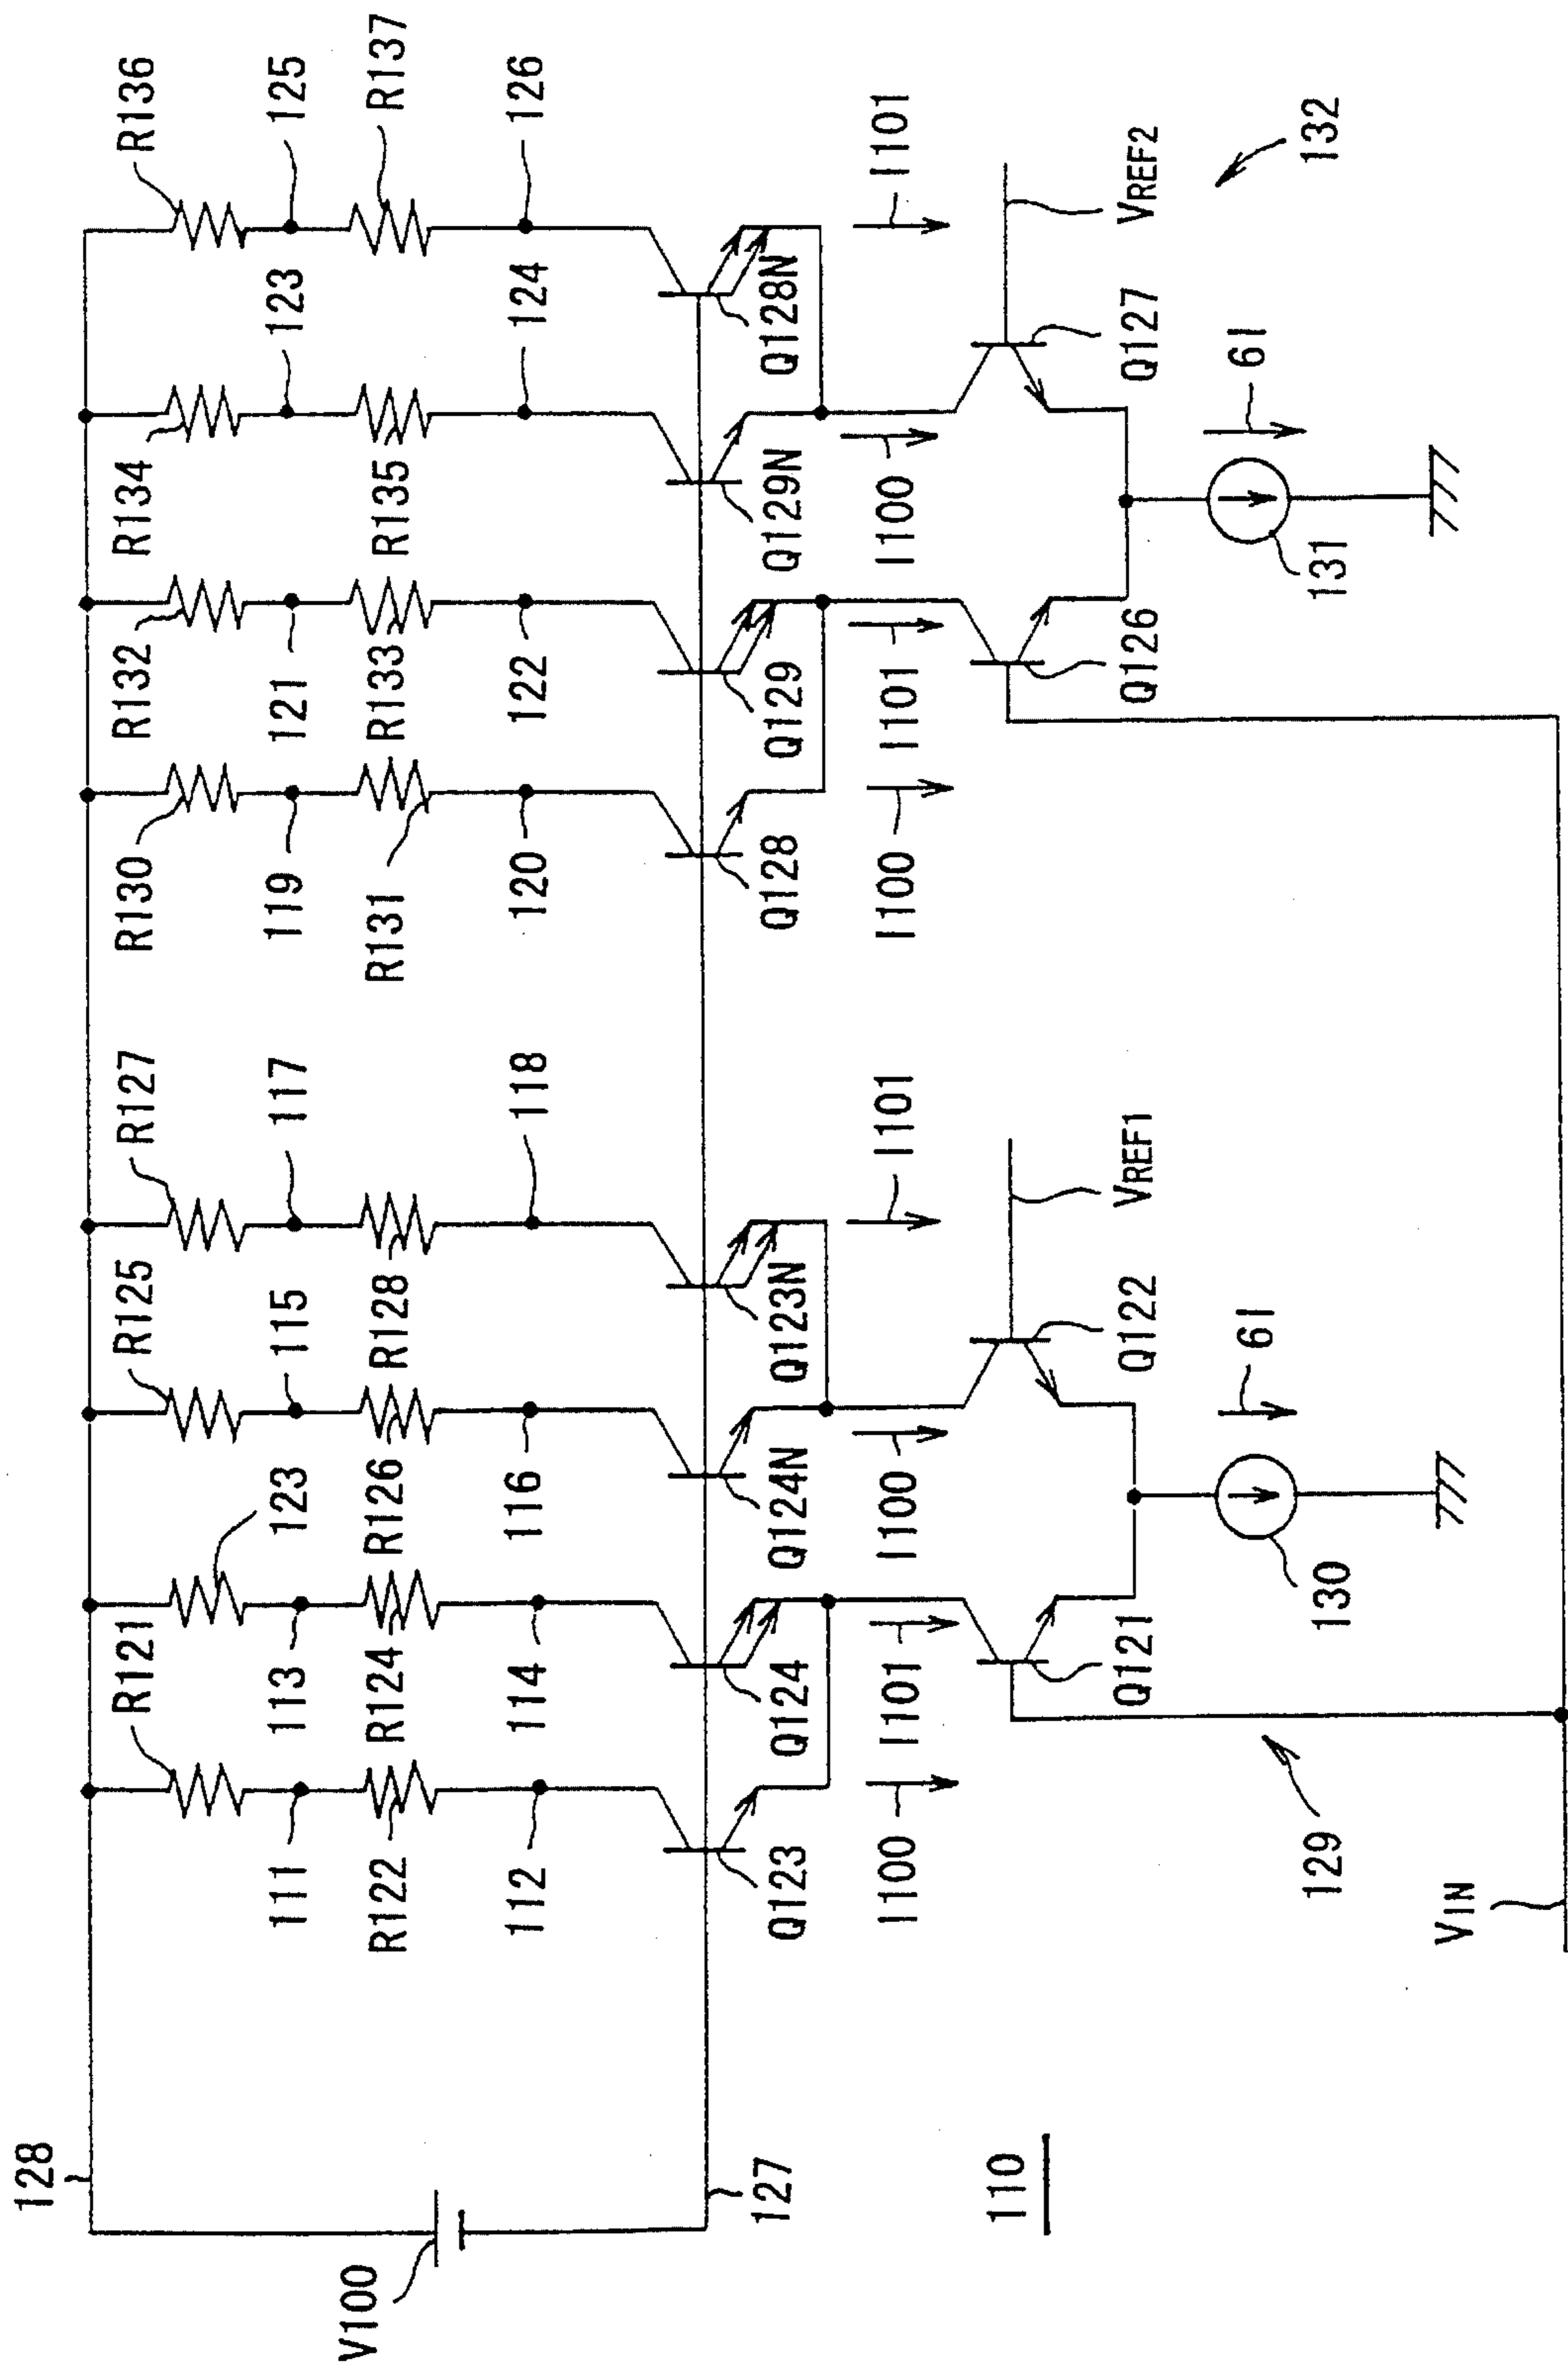 128
R121
R125
R127
R130
R132
R134
R136
111
113
123
115
117
119
121
123
125
V100
R122
R124
R126
R128
R131
R133
R135
R137
112
114
116
118
120
122
124
126
127
Q123
Q124
Q124N
Q123N
Q128
Q129
Q129N
Q128N
I100
I101
I100
I101
I100
I101
I100
I101
110
Q121
Q122
VREF1
Q126
Q127
VREF2
6I
6I
129
130
131
132
VIN